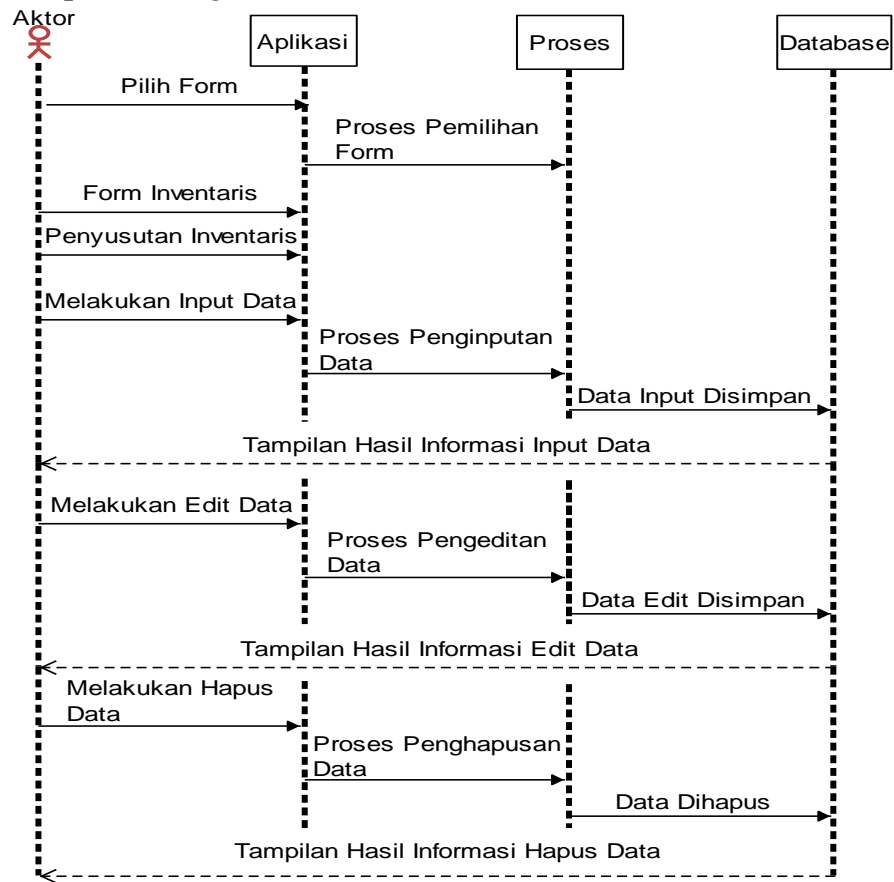 Aktor
Aplikasi
Proses
Database
Pilih Form
Proses Pemilihan
Form
Form Inventaris
Penyusutan Inventaris
Melakukan Input Data
Proses Penginputan
Data
Data Input Disimpan
Tampilan Hasil Informasi Input Data
Melakukan Edit Data
Proses Pengeditan
Data
Data Edit Disimpan
Tampilan Hasil Informasi Edit Data
Melakukan Hapus
Data
Proses Penghapusan
Data
Data Dihapus
Tampilan Hasil Informasi Hapus Data